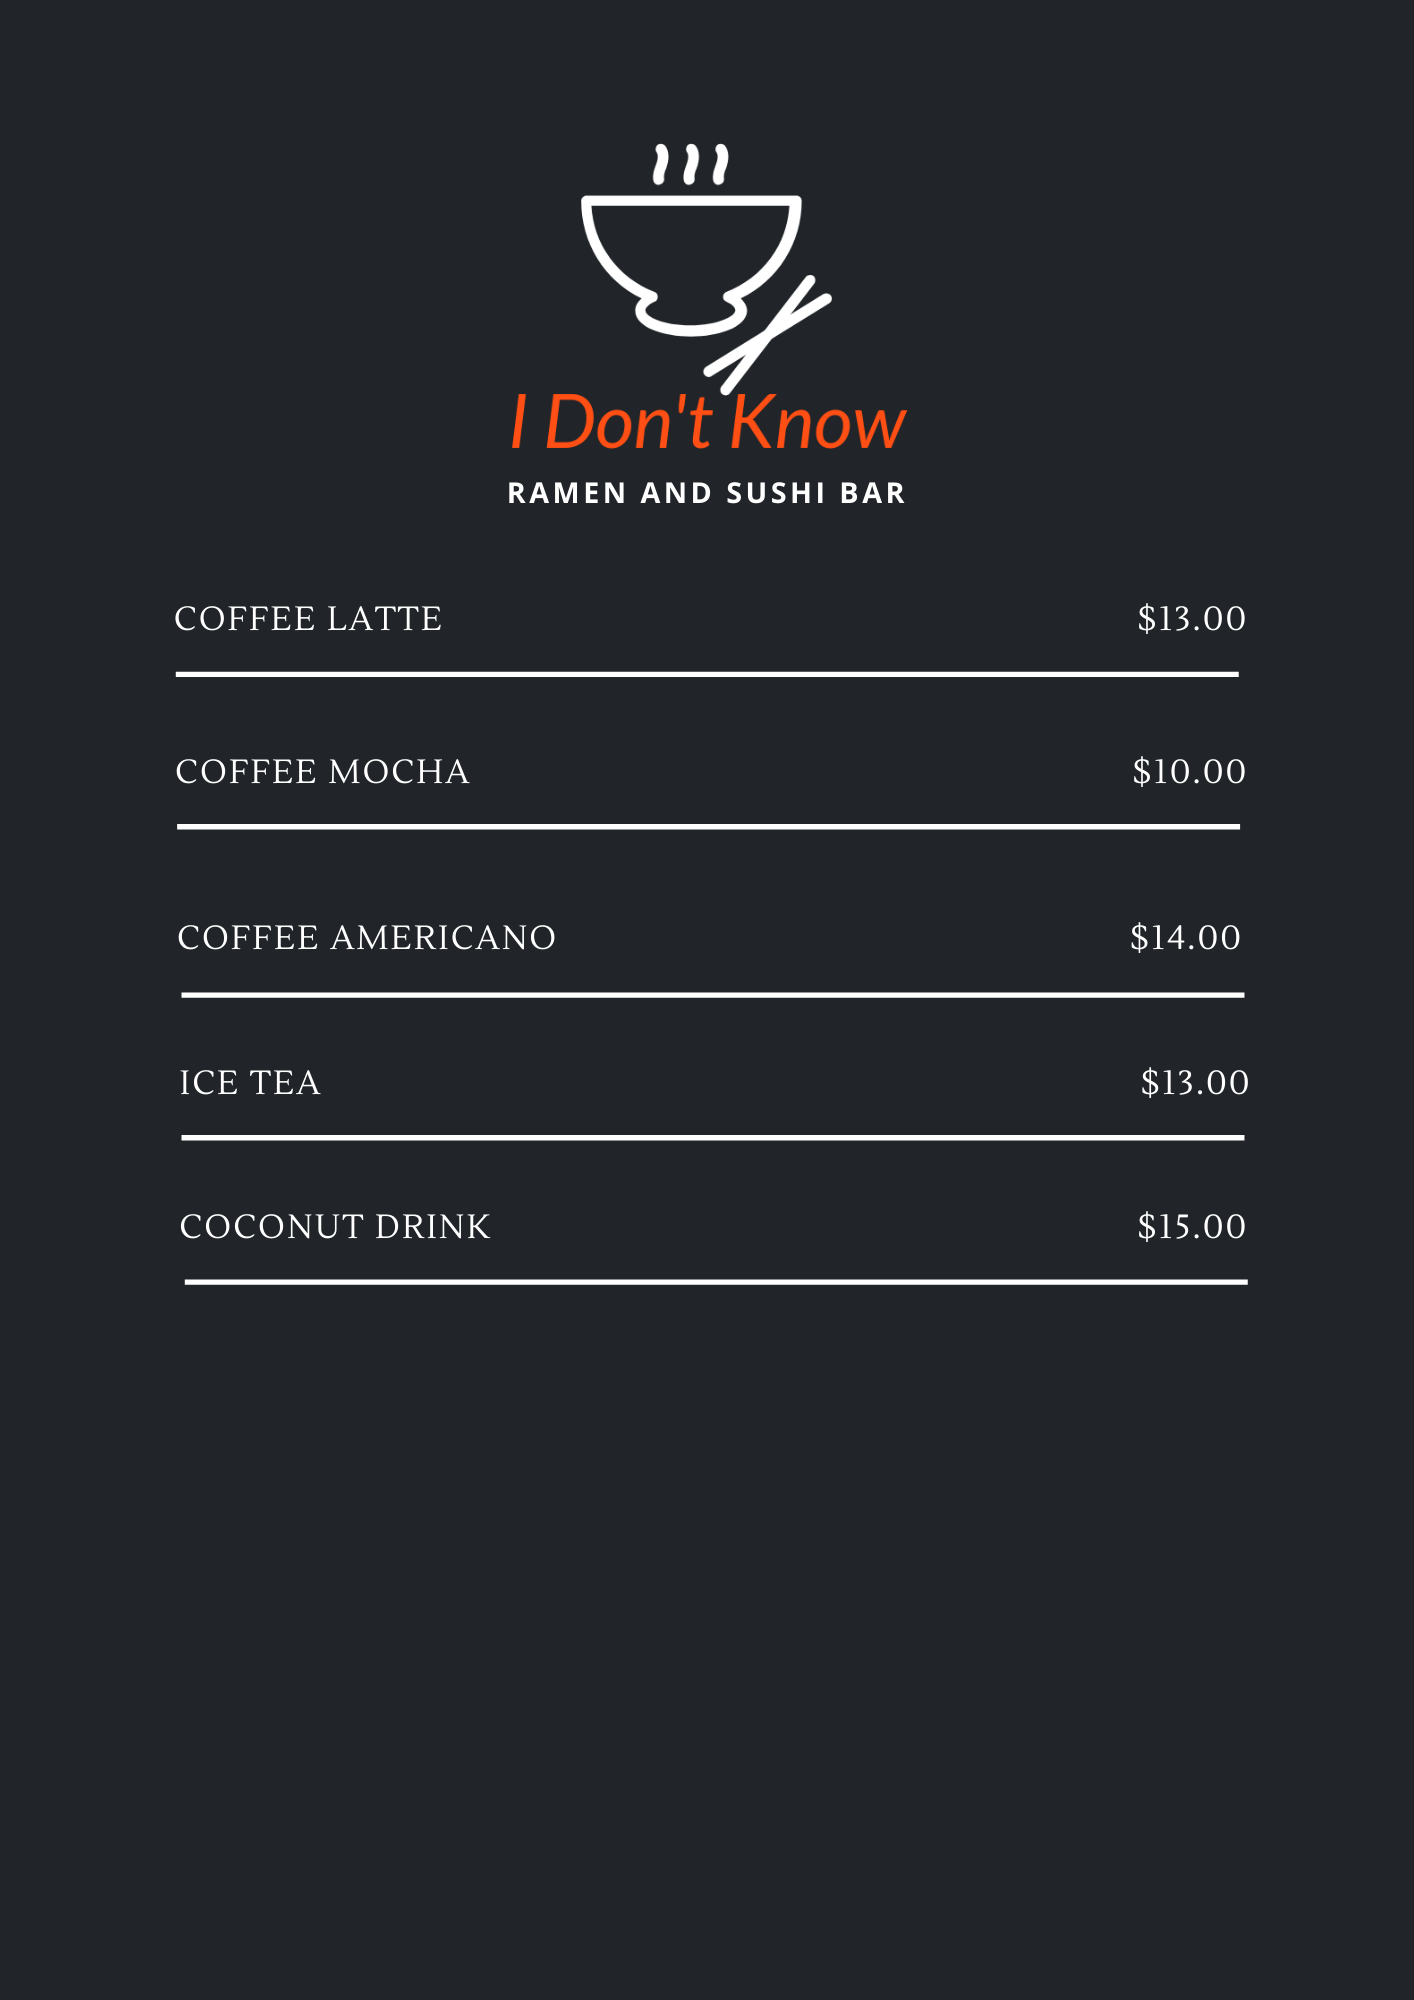 I Don't Know
RAMEN AND SUSHI BAR
COFFEE LATTE $13.00
COFFEE MOCHA $10.00
COFFEE AMERICANO $14.00
ICE TEA $13.00
COCONUT DRINK $15.00